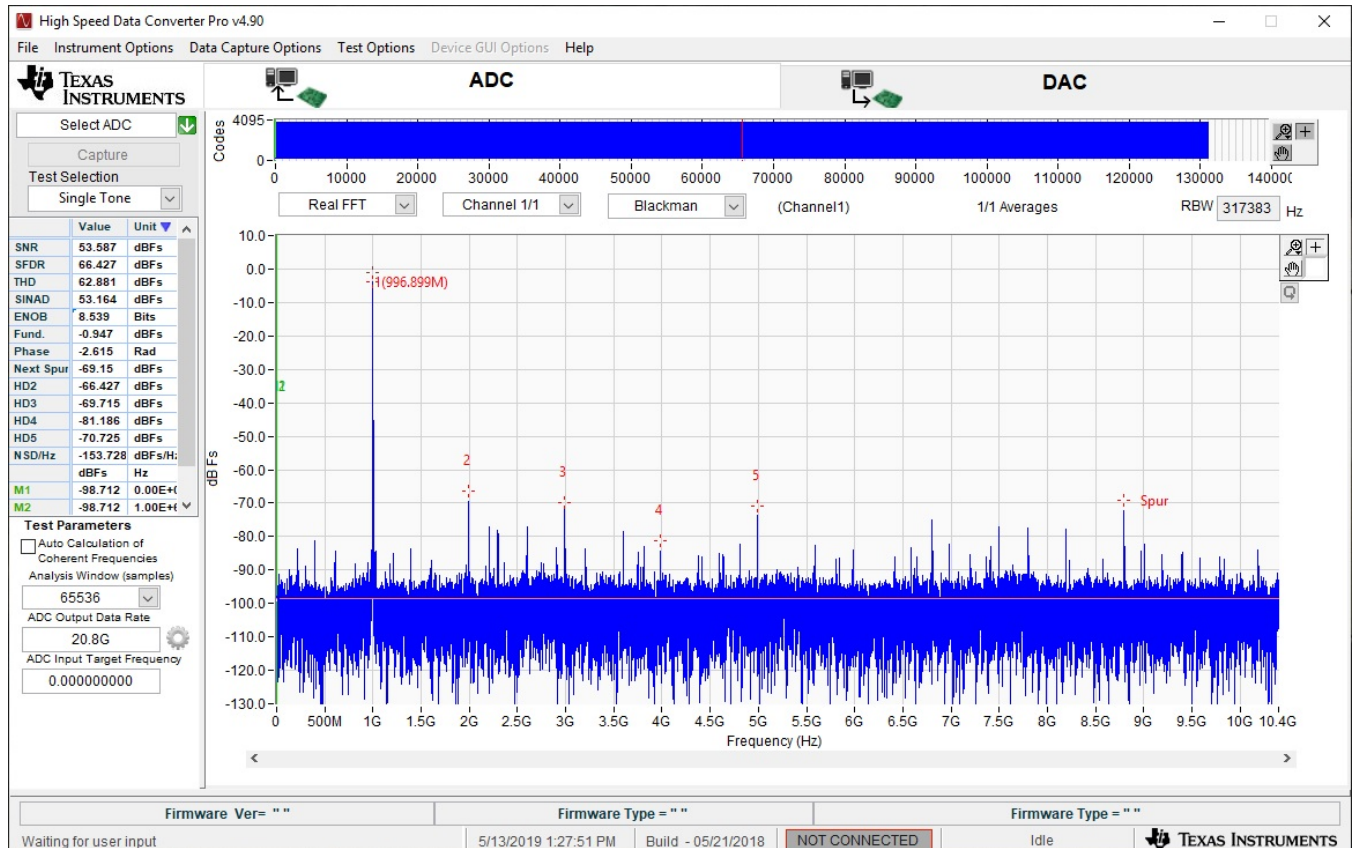 High Speed Data Converter Pro v4.90
File Instrument Options Data Capture Options Test Options Device GUI Options Help
TEXAS INSTRUMENTS
ADC
DAC
Select ADC
Capture
Test Selection
Single Tone
Value Unit
SNR 53.587 dBFs
SFDR 66.427 dBFs
THD 62.881 dBFs
SINAD 53.164 dBFs
ENOB 8.539 Bits
Fund. -0.947 dBFs
Phase -2.615 Rad
Next Spur -69.15 dBFs
HD2 -66.427 dBFs
HD3 -69.715 dBFs
HD4 -81.186 dBFs
HD5 -70.725 dBFs
NSD/Hz -153.728 dBFs/H
dBFs Hz
M1 -98.712 0.00E+
M2 -98.712 1.00E+
Test Parameters
Auto Calculation of
Coherent Frequencies
Analysis Window (samples)
65536
ADC Output Data Rate
20.8G
ADC Input Target Frequency
0.000000000
Codes
4095
0
0 10000 20000 30000 40000 50000 60000 70000 80000 90000 100000 110000 120000 130000 14000
Real FFT Channel 1/1 Blackman (Channel1) 1/1 Averages RBW 317383 Hz
dBFs
10.0
0.0
-10.0
-20.0
-30.0
-40.0
-50.0
-60.0
-70.0
-80.0
-90.0
-100.0
-110.0
-120.0
-130.0
1(996.899M)
2
3
4
5
Spur
0 500M 1G 1.5G 2G 2.5G 3G 3.5G 4G 4.5G 5G 5.5G 6G 6.5G 7G 7.5G 8G 8.5G 9G 9.5G 10G 10.4G
Frequency (Hz)
Firmware Ver= " " Firmware Type = " " Firmware Type = " "
Waiting for user input 5/13/2019 1:27:51 PM Build - 05/21/2018 NOT CONNECTED Idle TEXAS INSTRUMENTS